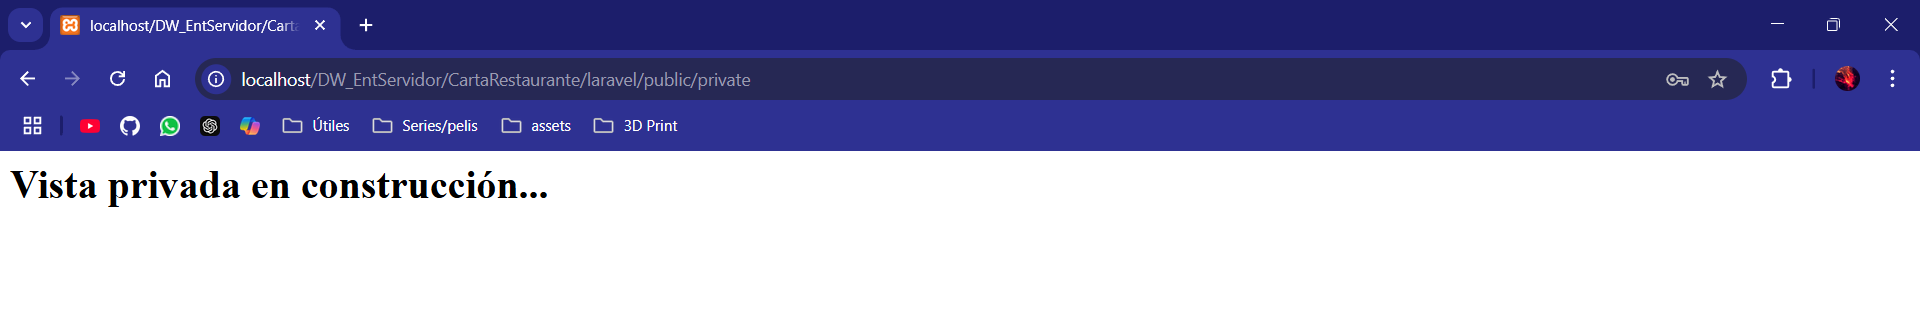 localhost/DW_EntServidor/Carta
localhost/DW_EntServidor/CartaRestaurante/laravel/public/private
Útiles
Series/pelis
assets
3D Print
Vista privada en construcción...